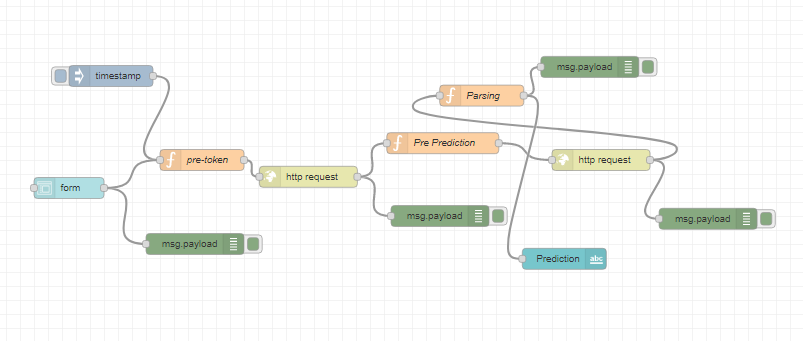 msg.payload
timestamp
Parsing
Pre Prediction
pre-token
http request
http request
form
msg.payload
msg.payload
msg.payload
Prediction
abc